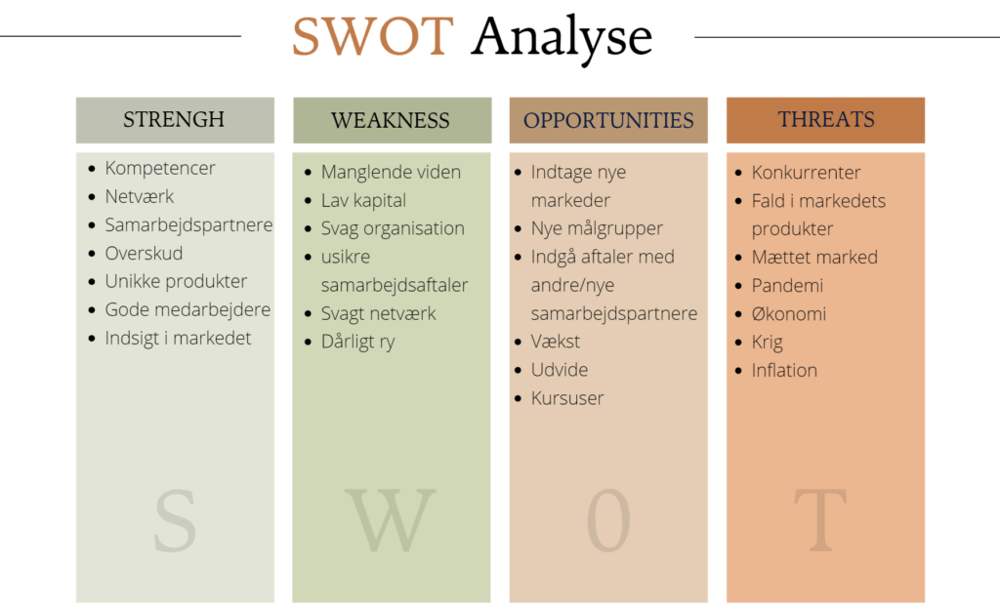 SWOT Analyse
STRENGH
Kompetencer
Netværk
Samarbejdspartnere
Overskud
Unikke produkter
Gode medarbejdere
Indsigt i markedet
S
WEAKNESS
Manglende viden
Lav kapital
Svag organisation
usikre
samarbejdsaftaler
Svagt netværk
Dårligt ry
W
OPPORTUNITIES
Indtage nye
markeder
Nye målgrupper
Indgå aftaler med
andre/nye
samarbejdspartnere
Vækst
Udvide
Kursuser
O
THREATS
Konkurrenter
Fald i markedets
produkter
Mættet marked
Pandemi
Økonomi
Krig
Inflation
T